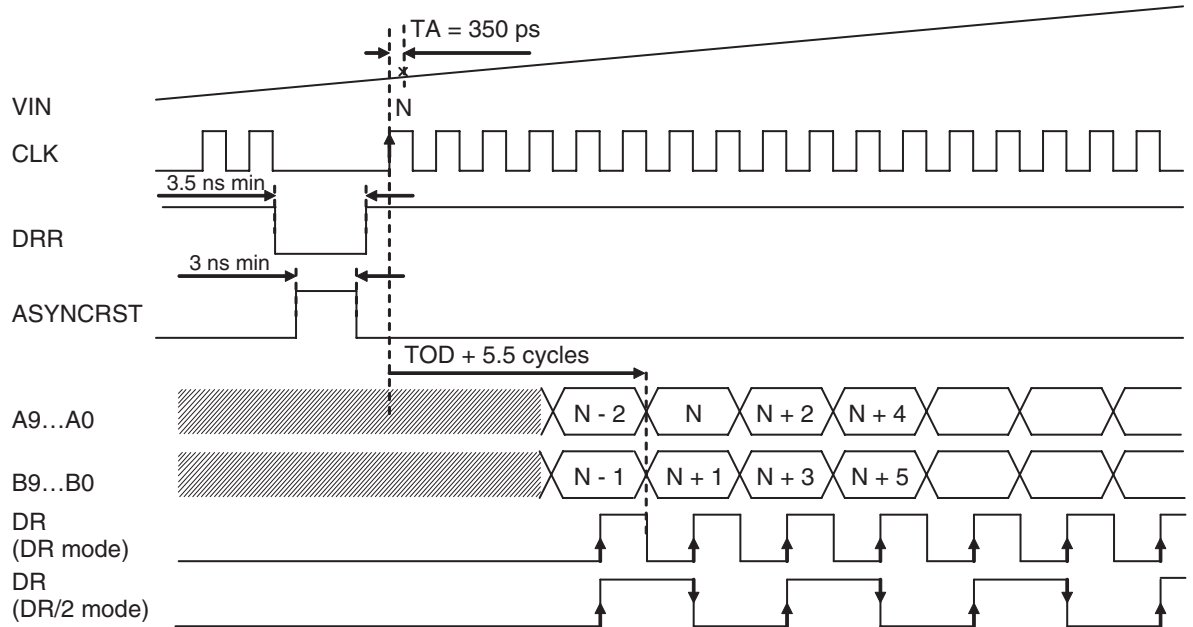 TA = 350 ps
x
VIN
N
CLK
3.5 ns min
DRR
3 ns min
ASYNCRST
TOD + 5.5 cycles
A9...A0 N - 2 N N + 2 N + 4
B9...B0 N - 1 N + 1 N + 3 N + 5
DR
(DR mode)
DR
(DR/2 mode)